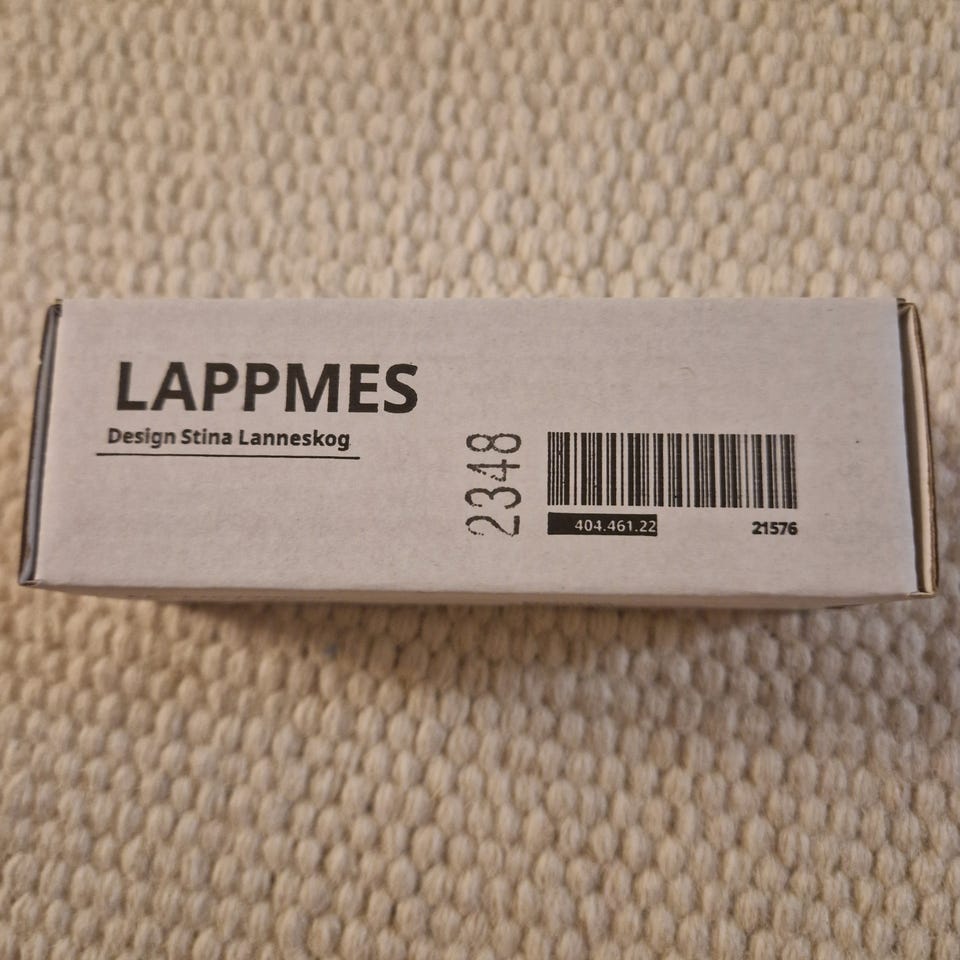 LAPPMES
Design Stina Lanneskog
2348
404.461.22
21576